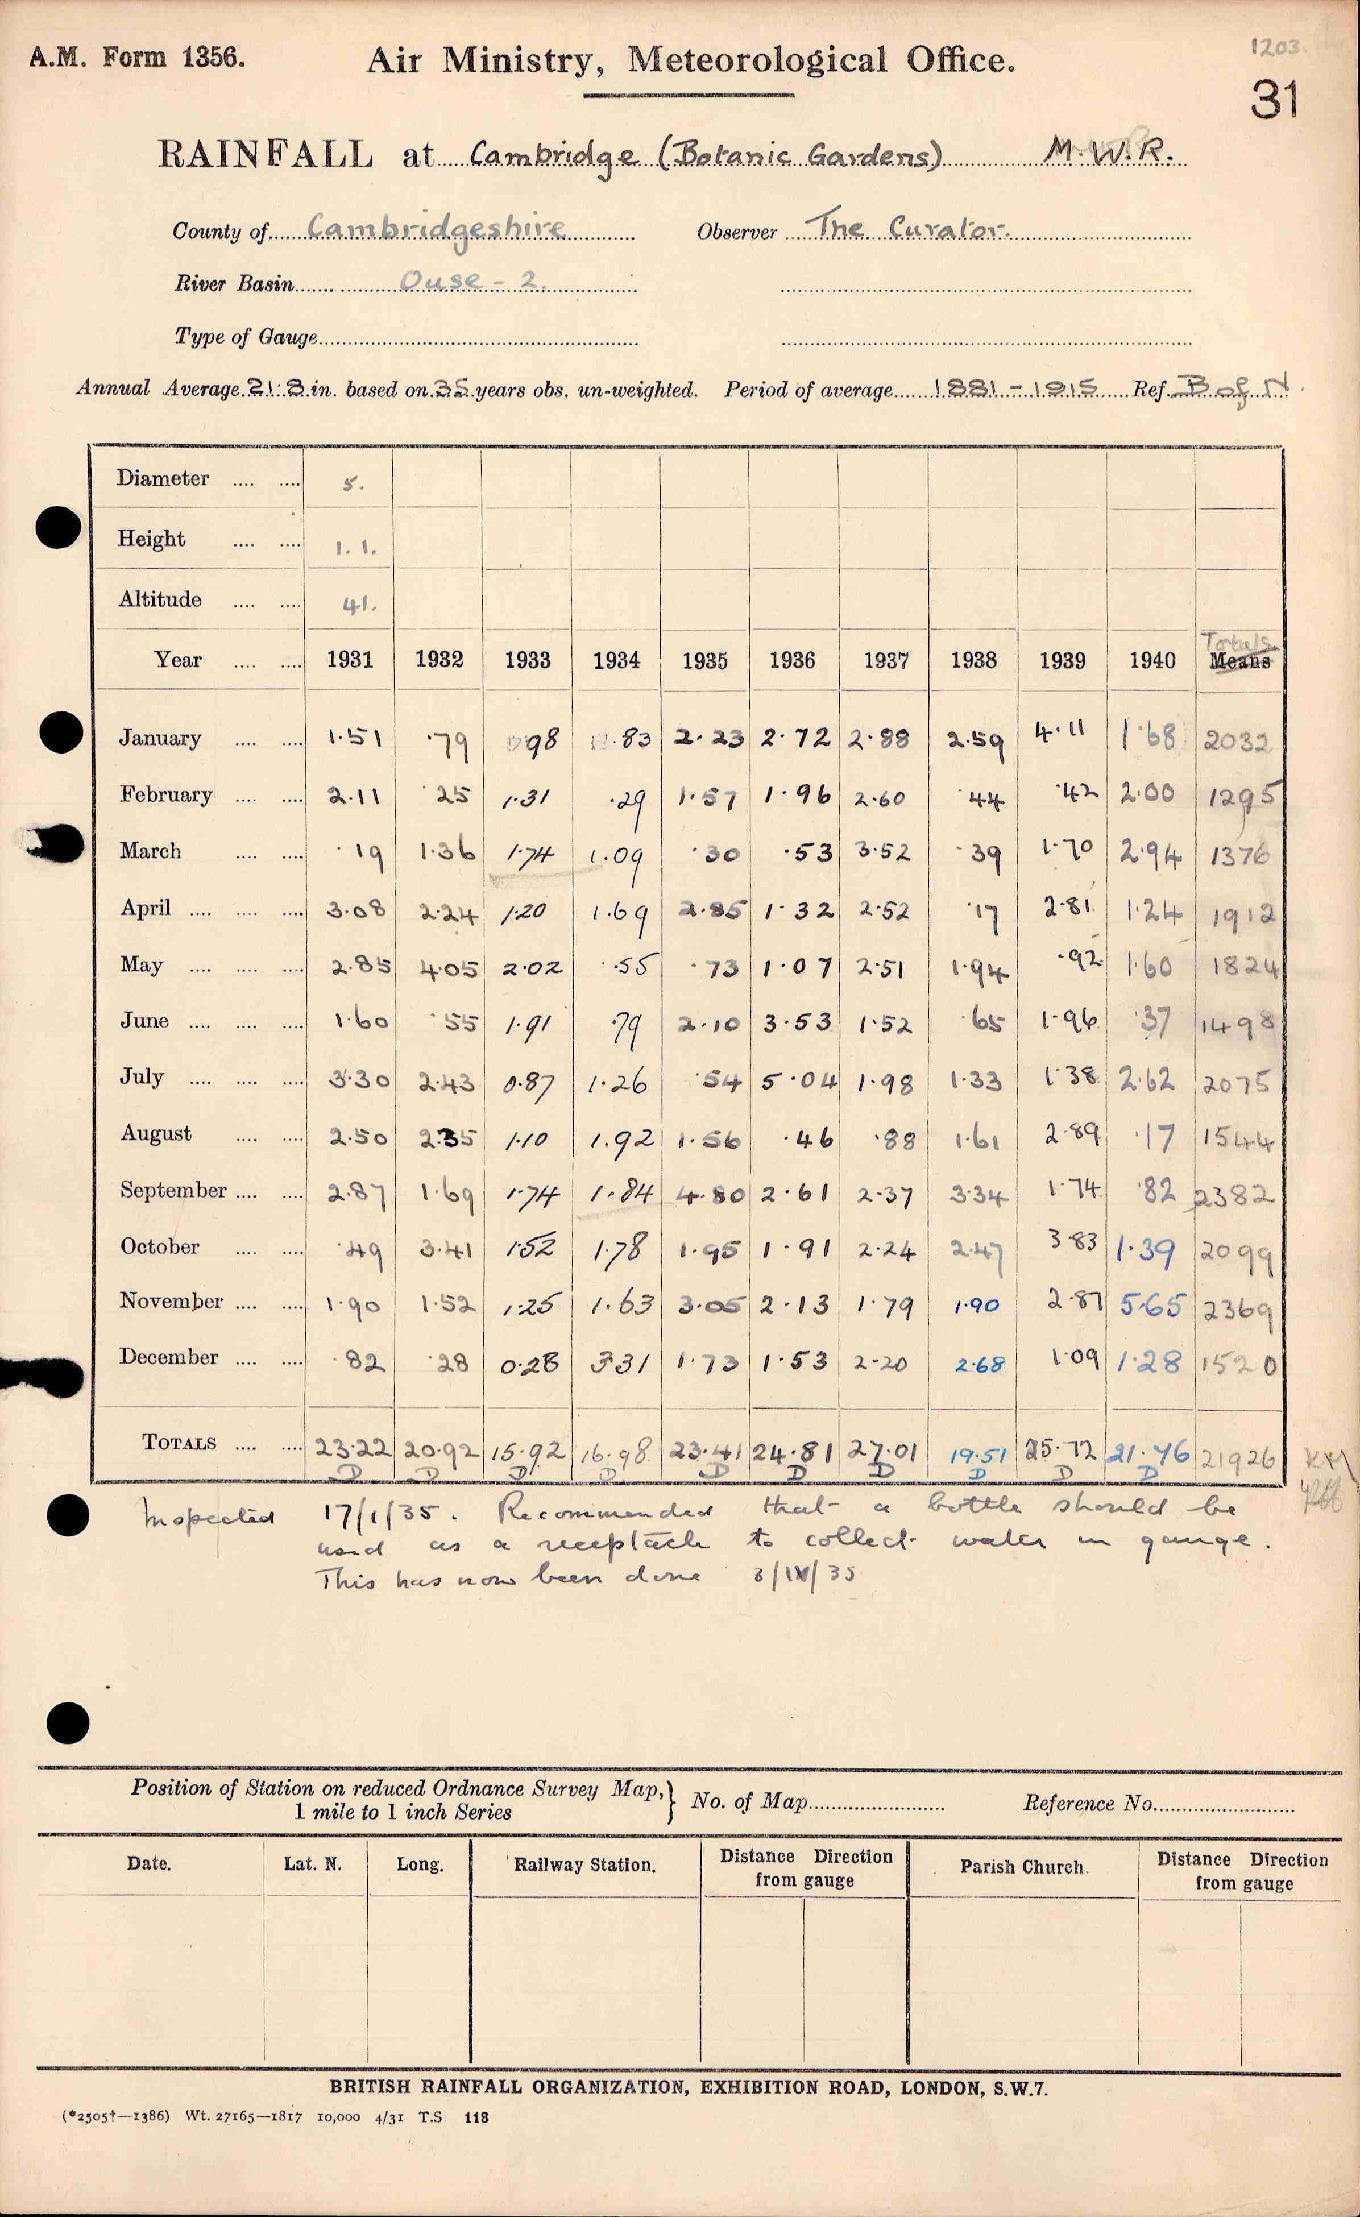 1203.
A.M. Form 1356. Air Ministry, Meteorological Office.
31
RAINFALL at Cambridge (Botanic Gardens) M.W.R.
County of Cambridgeshire Observer The Curator.
River Basin Ouse - 2.
Type of Gauge
Annual Average 21.8 in. based on 35 years obs. un-weighted. Period of average 1881-1915 Ref. B of N.
Diameter 5.
Height 1.1.
Altitude 41.
Totals
Year 1931 1932 1933 1934 1935 1936 1937 1938 1939 1940 Means
January 1.51 .79 0.98 .83 2.23 2.72 2.88 2.59 4.11 1.68 2032
February 2.11 .25 1.31 .29 1.57 1.96 2.60 .44 .42 2.00 1295
March .19 1.36 1.74 1.09 .30 .53 3.52 .39 1.70 2.94 1376
April 3.08 2.24 1.20 1.69 2.85 1.32 2.52 .17 2.81 1.24 1912
May 2.85 4.05 2.02 .55 .73 1.07 2.51 1.94 .92 1.60 1824
June 1.60 .55 1.91 .79 2.10 3.53 1.52 .65 1.96 .37 1498
July 3.30 2.43 0.87 1.26 .54 5.04 1.98 1.33 1.38 2.62 2075
August 2.50 2.35 1.10 1.92 1.56 .46 .88 1.61 2.89 .17 1544
September 2.87 1.69 1.74 1.84 4.80 2.61 2.37 3.34 1.74 .82 2382
October .49 3.41 1.52 1.78 1.95 1.91 2.24 2.47 3.83 1.39 2099
November 1.90 1.52 1.25 1.63 3.05 2.13 1.79 1.90 2.87 5.65 2369
December .82 .28 0.28 3.31 1.73 1.53 2.20 2.68 1.09 1.28 1520
TOTALS 23.22 20.92 15.92 16.98 23.41 24.81 27.01 19.51 25.72 21.76 21926
D D D D D D D D D D
Inspected 17/1/35. Recommended that a bottle should be
used as a receptacle to collect water in gauge.
This has now been done 3/IX/35
Position of Station on reduced Ordnance Survey Map,} No. of Map Reference No.
1 mile to 1 inch Series
Date. Lat. N. Long. Railway Station. Distance Direction from gauge Parish Church. Distance Direction from gauge
BRITISH RAINFALL ORGANIZATION, EXHIBITION ROAD, LONDON, S.W.7.
(*2505†—1386) Wt. 27165—1817 10,000 4/31 T.S 118